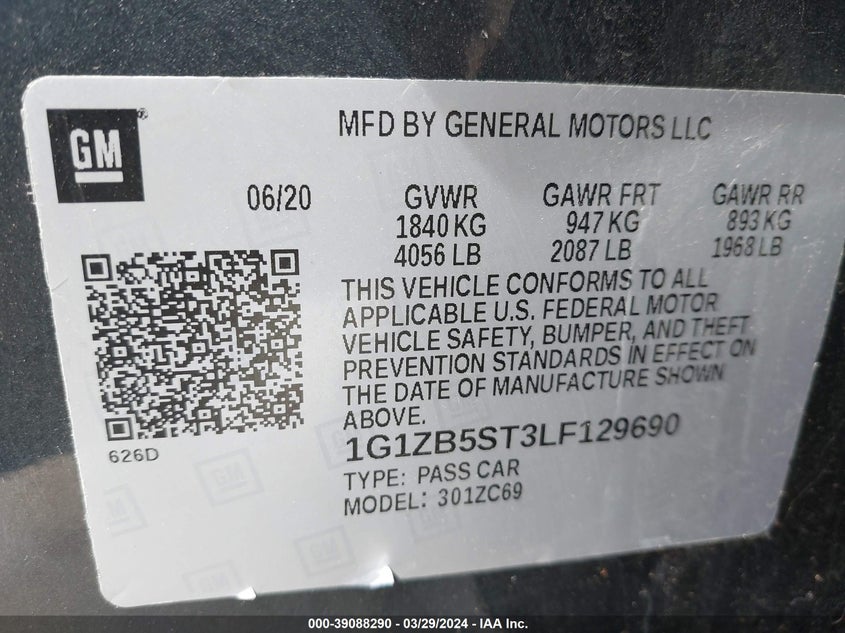 GM®
MFD BY GENERAL MOTORS LLC
06/20 GVWR GAWR FRT GAWR RR
1840 KG 947 KG 893 KG
4056 LB 2087 LB 1968 LB
THIS VEHICLE CONFORMS TO ALL
APPLICABLE U.S. FEDERAL MOTOR
VEHICLE SAFETY, BUMPER, AND THEFT
PREVENTION STANDARDS IN EFFECT ON
THE DATE OF MANUFACTURE SHOWN
ABOVE.
626D
1G1ZB5ST3LF129690
TYPE: PASS CAR
MODEL: 301ZC69
000-39088290 - 03/29/2024 - IAA Inc.